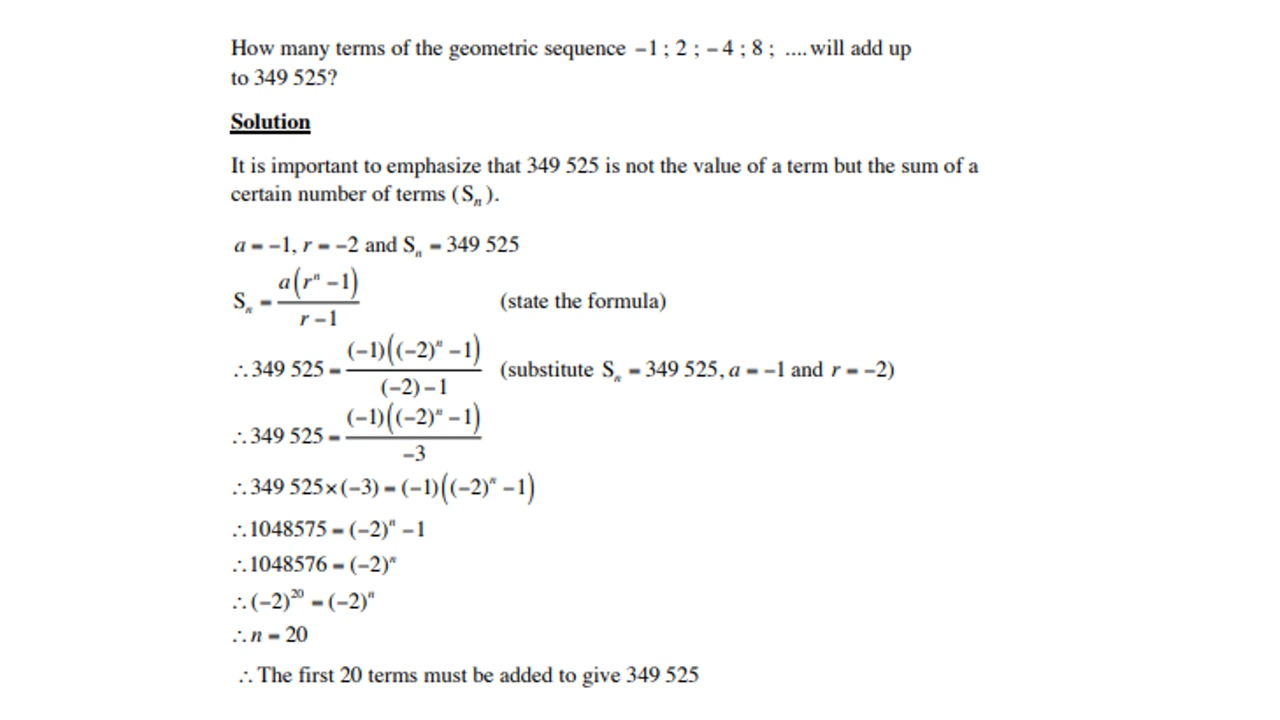 How many terms of the geometric sequence −1 ; 2 ; − 4 ; 8 ; .... will add up
to 349 525?
Solution
It is important to emphasize that 349 525 is not the value of a term but the sum of a
certain number of terms (Sₙ).
a = −1, r = −2 and Sₙ = 349 525
Sₙ = a(rⁿ − 1) / r − 1 (state the formula)
∴ 349 525 = (−1)((−2)ⁿ − 1) / (−2) − 1 (substitute Sₙ = 349 525, a = −1 and r = −2)
∴ 349 525 = (−1)((−2)ⁿ − 1) / −3
∴ 349 525 × (−3) = (−1)((−2)ⁿ − 1)
∴ 1048575 = (−2)ⁿ − 1
∴ 1048576 = (−2)ⁿ
∴ (−2)²⁰ = (−2)ⁿ
∴ n = 20
∴ The first 20 terms must be added to give 349 525